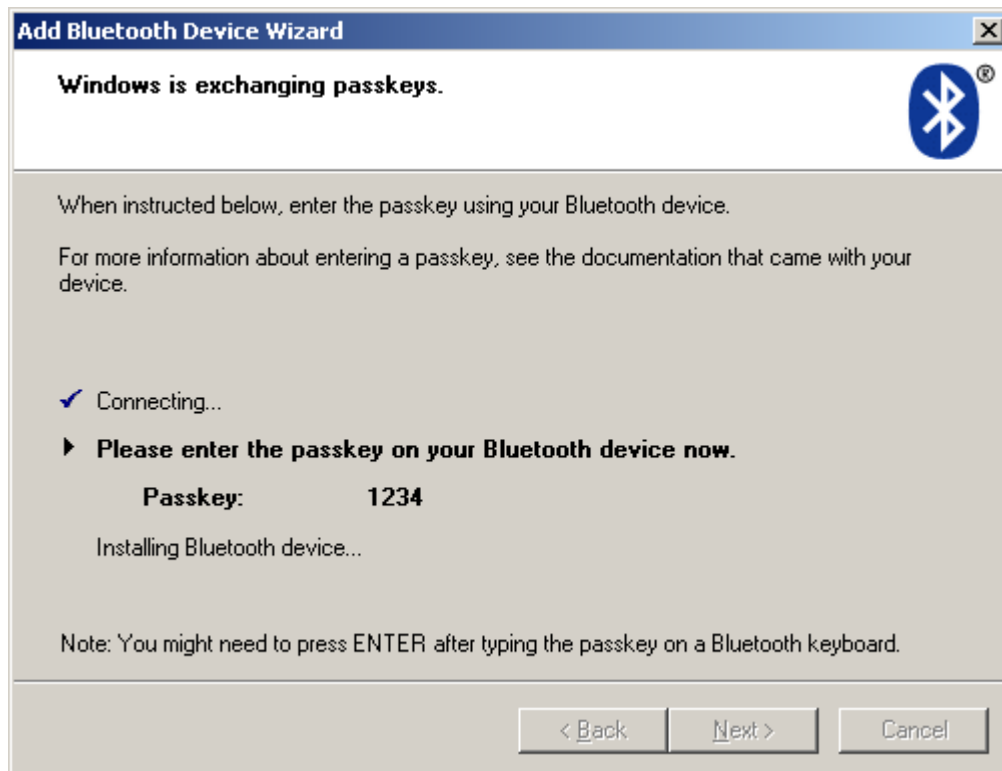 Add Bluetooth Device Wizard
Windows is exchanging passkeys.
®
When instructed below, enter the passkey using your Bluetooth device.
For more information about entering a passkey, see the documentation that came with your
device.
Connecting...
Please enter the passkey on your Bluetooth device now.
Passkey: 1234
Installing Bluetooth device...
Note: You might need to press ENTER after typing the passkey on a Bluetooth keyboard.
< Back Next > Cancel